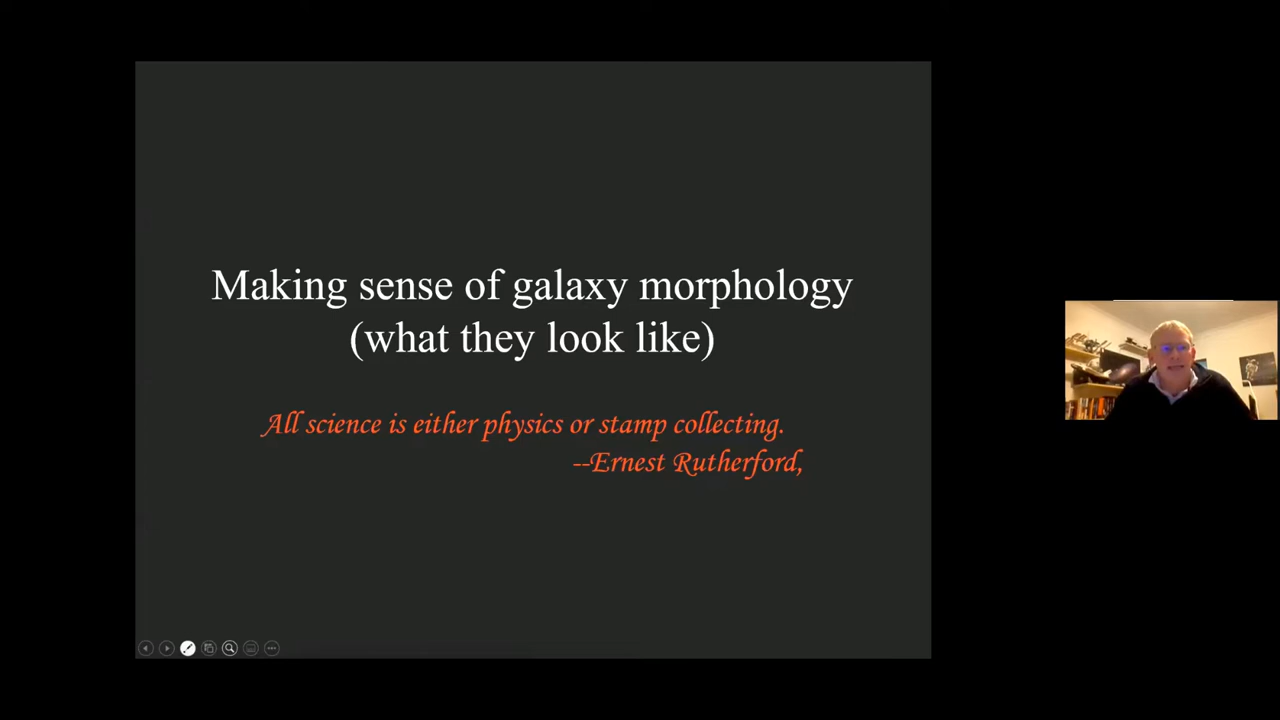 Making sense of galaxy morphology
(what they look like)
All science is either physics or stamp collecting.
--Ernest Rutherford,